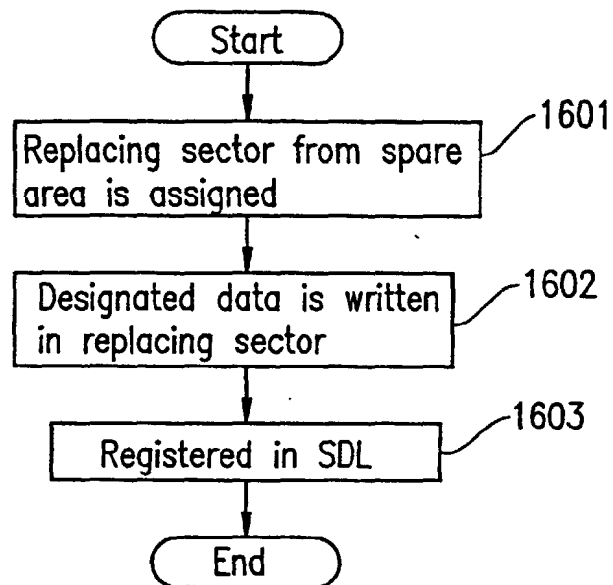 Start
1601
Replacing sector from spare
area is assigned
1602
Designated data is written
in replacing sector
1603
Registered in SDL
End